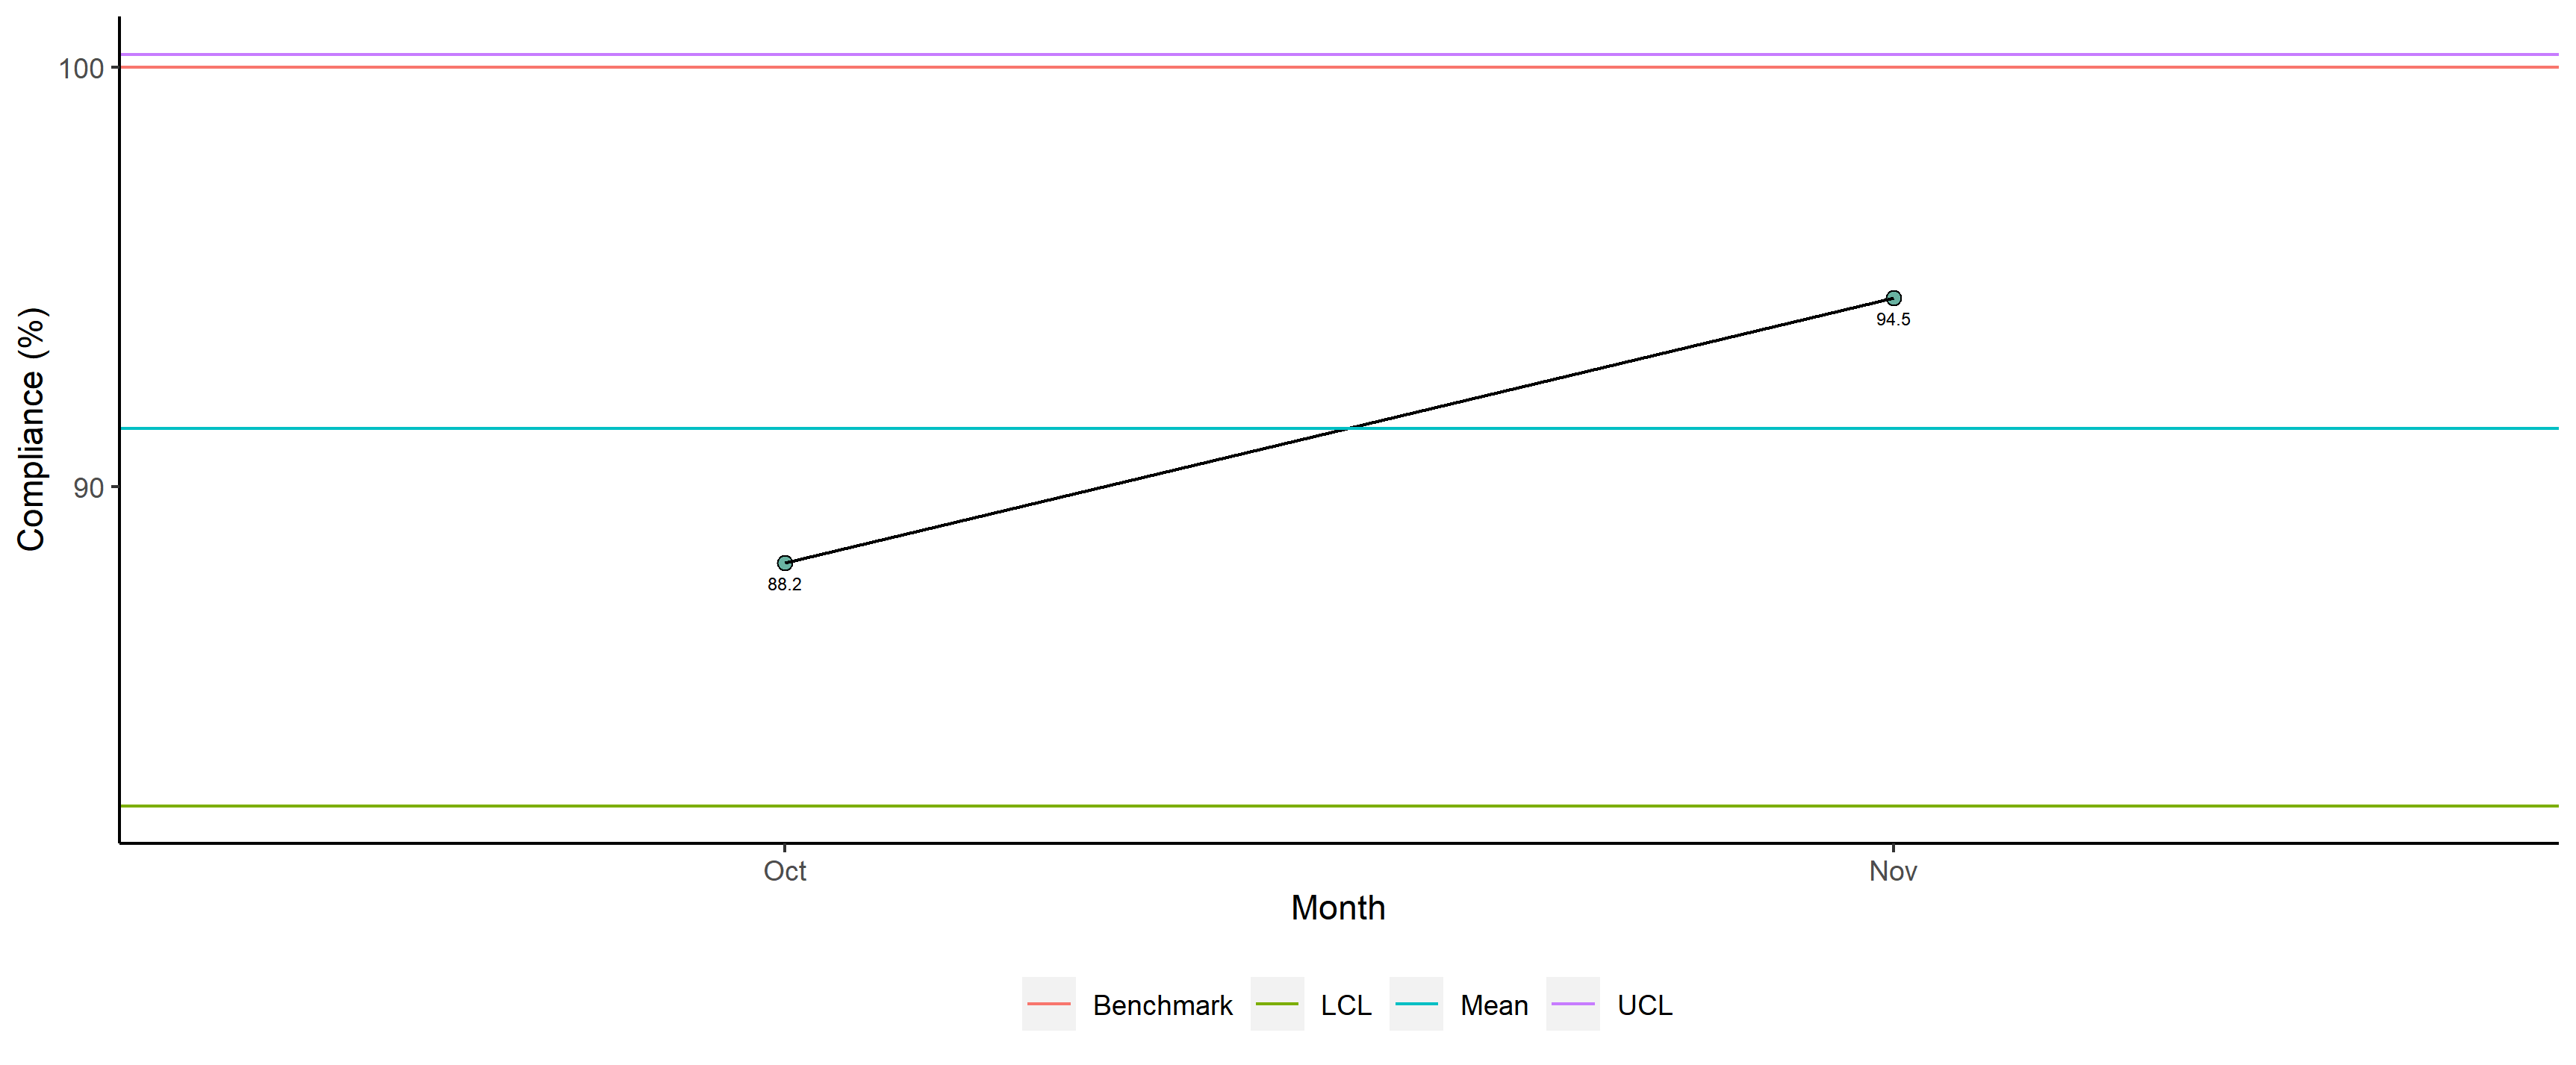 Compliance (%)
100
90
94.5
88.2
Oct
Nov
Month
Benchmark
LCL
Mean
UCL